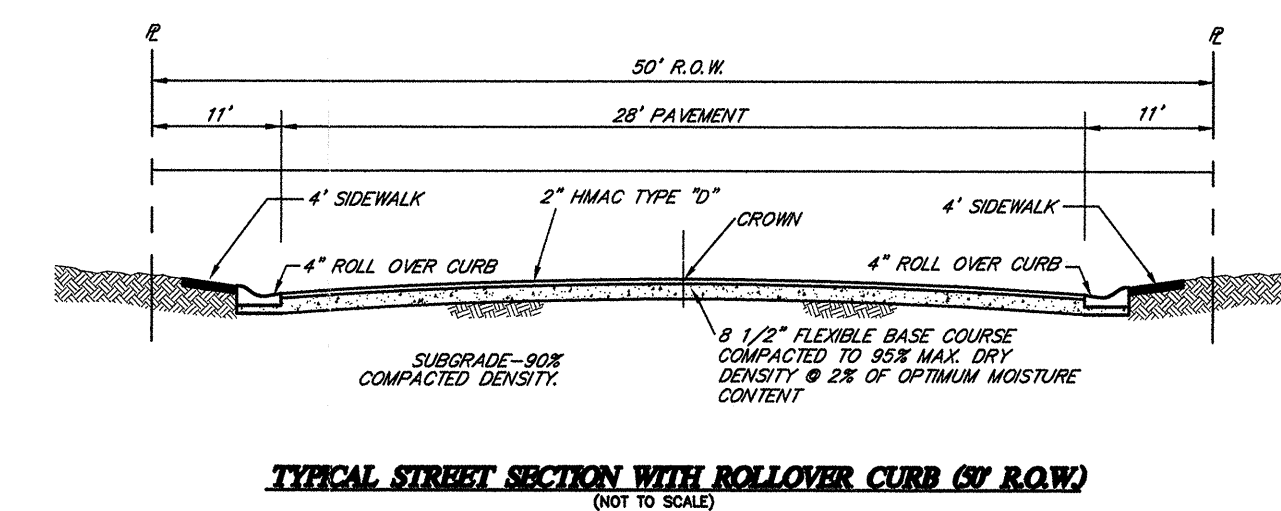 ℄ ℄
50' R.O.W.
11' 28' PAVEMENT 11'
4' SIDEWALK 2" HMAC TYPE "D" 4' SIDEWALK
CROWN
4" ROLL OVER CURB 4" ROLL OVER CURB
8 1/2" FLEXIBLE BASE COURSE
COMPACTED TO 95% MAX. DRY
DENSITY @ 2% OF OPTIMUM MOISTURE
CONTENT
SUBGRADE-90%
COMPACTED DENSITY.
TYPICAL STREET SECTION WITH ROLLOVER CURB (50' R.O.W.)
(NOT TO SCALE)